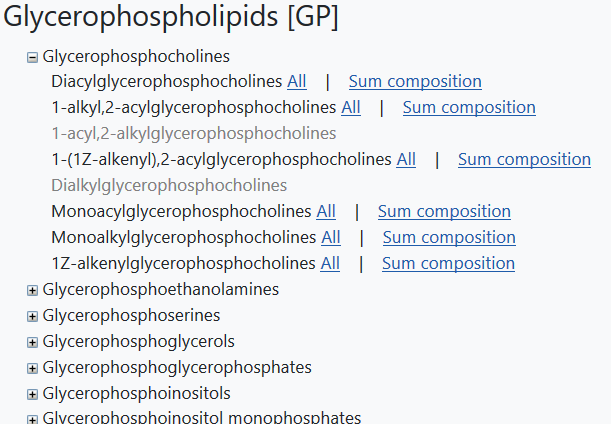 Glycerophospholipids [GP]
Glycerophosphocholines
Diacylglycerophosphocholines All | Sum composition
1-alkyl,2-acylglycerophosphocholines All | Sum composition
1-acyl,2-alkylglycerophosphocholines
1-(1Z-alkenyl),2-acylglycerophosphocholines All | Sum composition
Dialkylglycerophosphocholines
Monoacylglycerophosphocholines All | Sum composition
Monoalkylglycerophosphocholines All | Sum composition
1Z-alkenylglycerophosphocholines All | Sum composition
Glycerophosphoethanolamines
Glycerophosphoserines
Glycerophosphoglycerols
Glycerophosphoglycerophosphates
Glycerophosphoinositols
Glycerophosphoinositol monophosphates